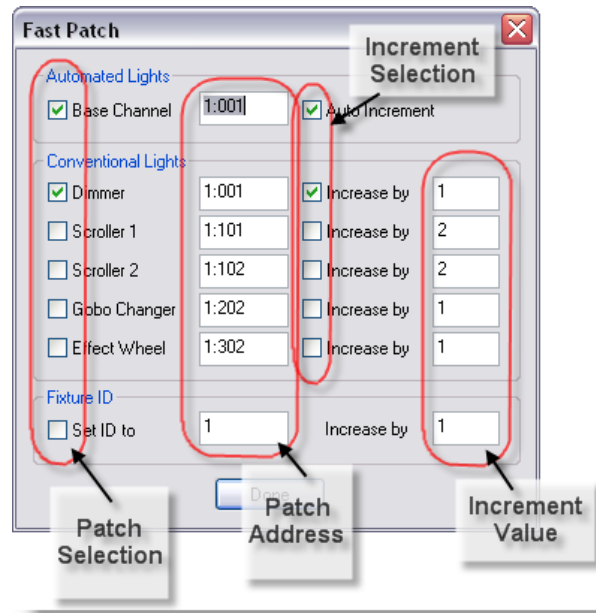 Fast Patch
Increment
Selection
Automated Lights
Base Channel 1:001 Auto Increment
Conventional Lights
Dimmer 1:001 Increase by 1
Scroller 1 1:101 Increase by 2
Scroller 2 1:102 Increase by 2
Gobo Changer 1:202 Increase by 1
Effect Wheel 1:302 Increase by 1
Fixture ID
Set ID to 1 Increase by 1
Done
Patch
Selection
Patch
Address
Increment
Value